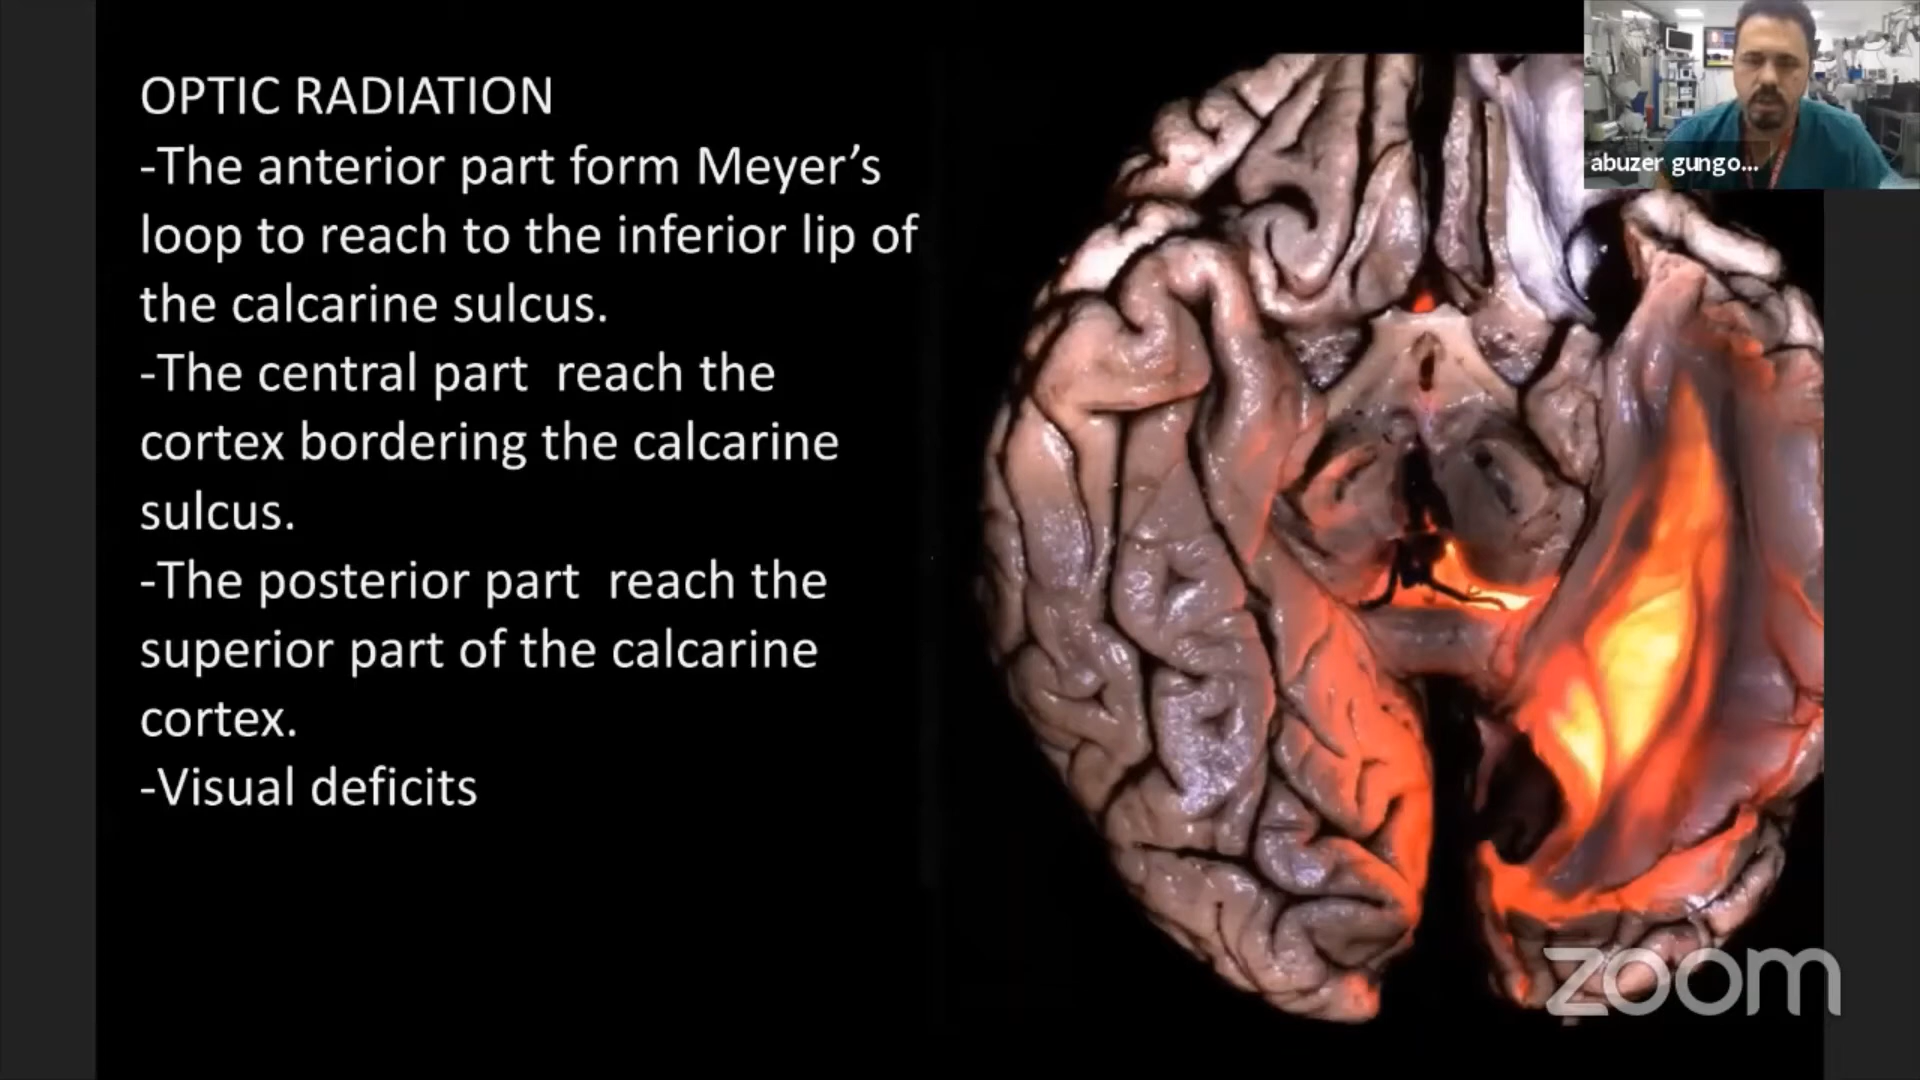 OPTIC RADIATION
-The anterior part form Meyer’s
loop to reach to the inferior lip of
the calcarine sulcus.
-The central part  reach the
cortex bordering the calcarine
sulcus.
-The posterior part  reach the
superior part of the calcarine
cortex.
-Visual deficits
abuzer gungo...
zoom